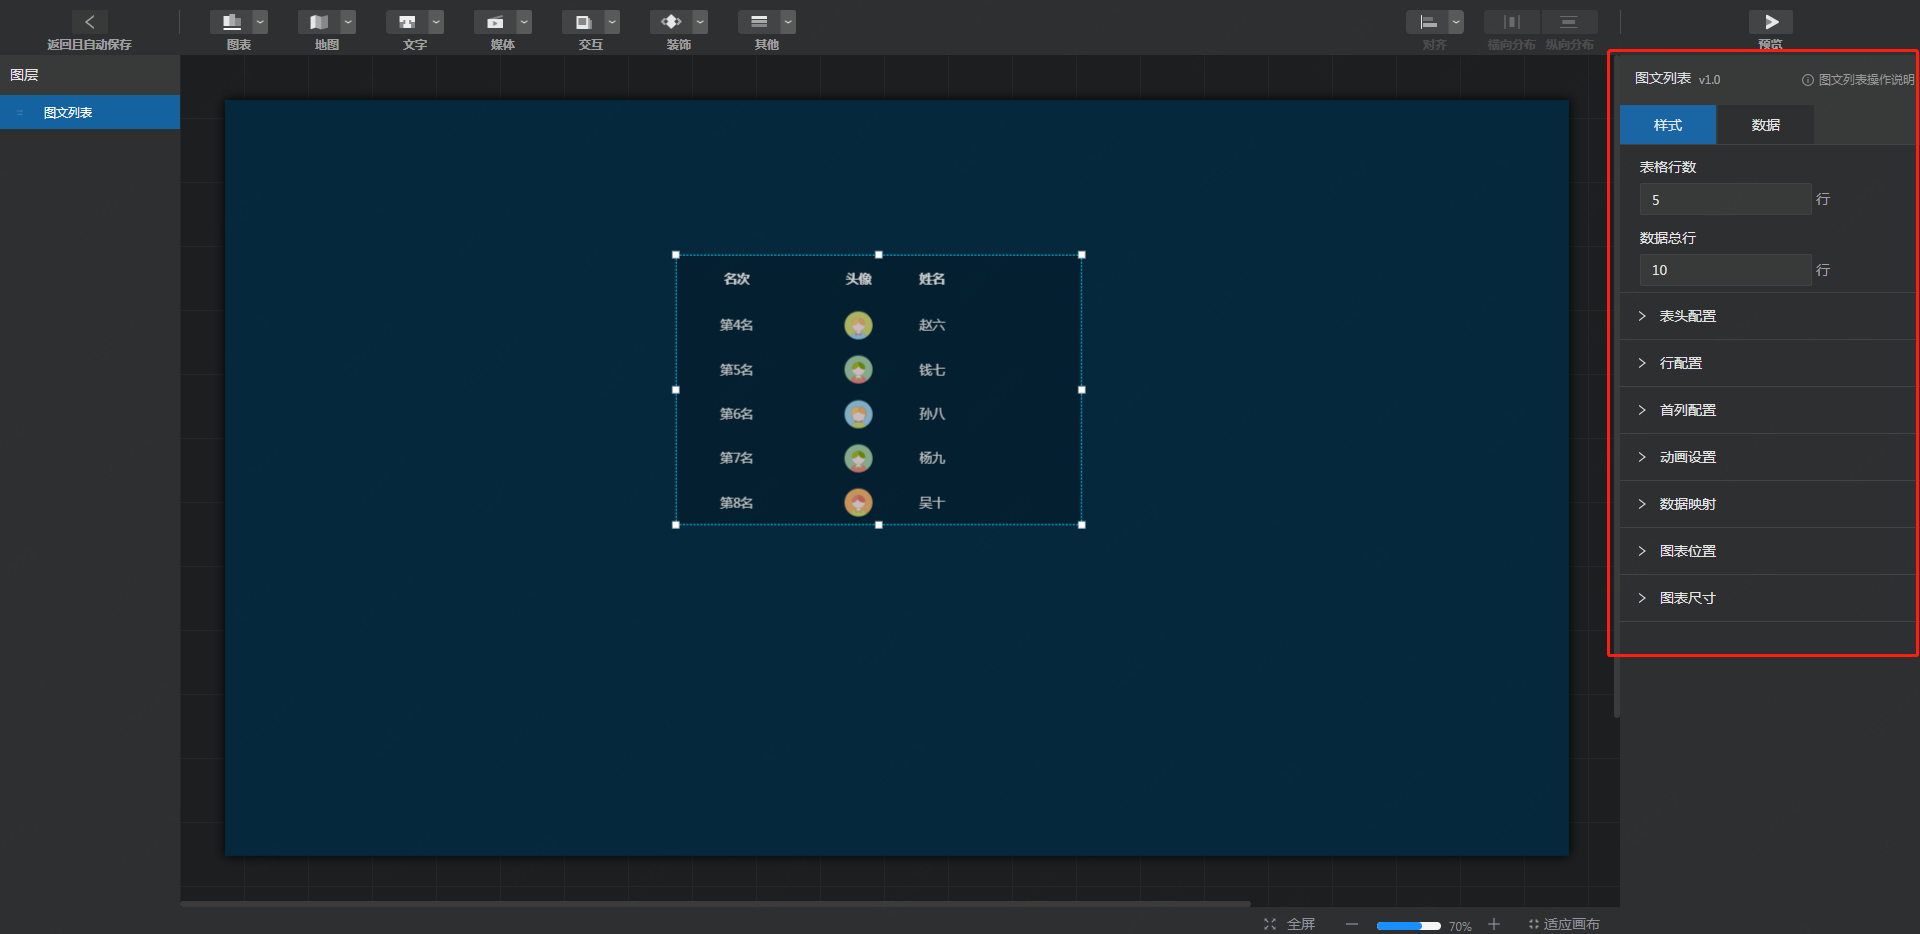 返回且自动保存
图表
地图
文字
媒体
交互
装饰
其他
对齐
横向分布
纵向分布
预览
图层
图文列表
名次 头像 姓名
第4名 赵六
第5名 钱七
第6名 孙八
第7名 杨九
第8名 吴十
图文列表 v1.0 图文列表操作说明
样式 数据
表格行数
5 行
数据总行
10 行
表头配置
行配置
首列配置
动画设置
数据映射
图表位置
图表尺寸
全屏 70% 适应画布